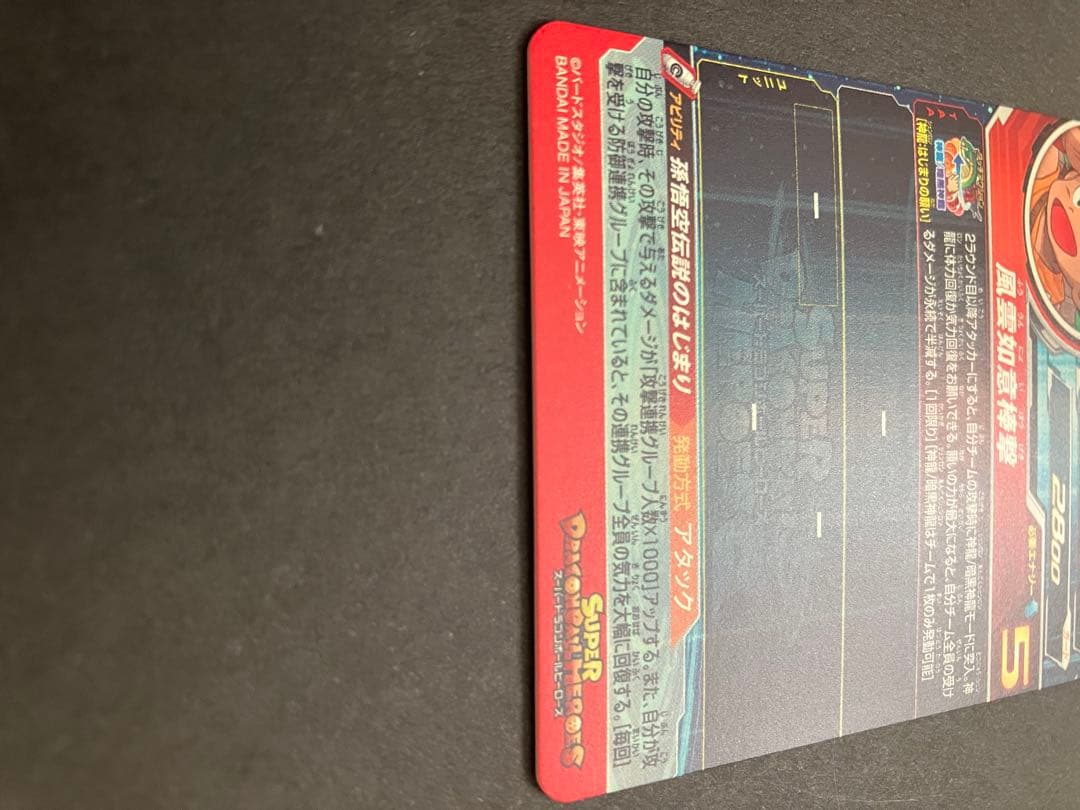 風雲如意棒撃
2800
必要エナジー
5
[神龍:はじまりの願い]
2ラウンド目以降アタッカーにすると、自分チームの攻撃時に神龍/暗黒神龍モードに突入。神
龍に体力回復か気力回復をお願いできる。願いの力が最大になると、自分チーム全員の受け
るダメージが永続で半減する。[1回限り][神龍/暗黒神龍はチームで1枚のみ発動可能]
ユニット
アビリティ 孫悟空伝説のはじまり 発動方式 アタック
自分の攻撃時、その攻撃で与えるダメージが「攻撃連携グループ人数×1000」アップする。また、自分が攻
撃を受ける防御連携グループに含まれていると、その連携グループ全員の気力を大幅に回復する。[毎回]
©バードスタジオ/集英社・東映アニメーション
BANDAI MADE IN JAPAN
SUPER
DRAGONBALL HEROES
スーパードラゴンボールヒーローズ